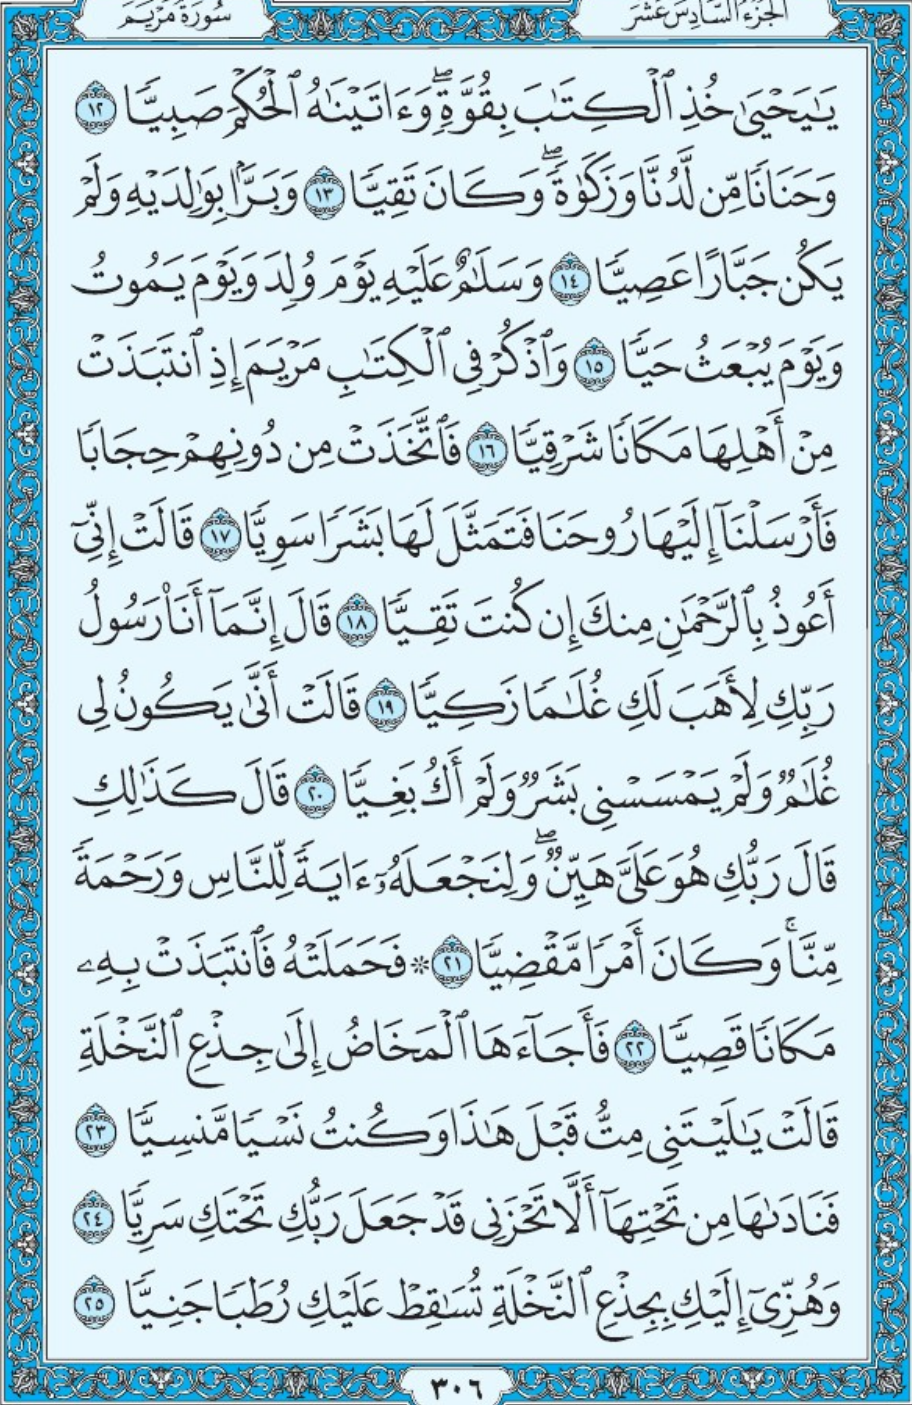 الجزء السادس عشر
سورة مريم
يَٰيَحْيَىٰ خُذِ ٱلْكِتَٰبَ بِقُوَّةٖۖ وَءَاتَيْنَٰهُ ٱلْحُكْمَ صَبِيّٗا ١٢
وَحَنَانٗا مِّن لَّدُنَّا وَزَكَوٰةٗۖ وَكَانَ تَقِيّٗا ١٣ وَبَرَّۢا بِوَٰلِدَيْهِ وَلَمْ
يَكُن جَبَّارًا عَصِيّٗا ١٤ وَسَلَٰمٌ عَلَيْهِ يَوْمَ وُلِدَ وَيَوْمَ يَمُوتُ
وَيَوْمَ يُبْعَثُ حَيّٗا ١٥ وَٱذْكُرْ فِي ٱلْكِتَٰبِ مَرْيَمَ إِذِ ٱنتَبَذَتْ
مِنْ أَهْلِهَا مَكَانٗا شَرْقِيّٗا ١٦ فَٱتَّخَذَتْ مِن دُونِهِمْ حِجَابٗا
فَأَرْسَلْنَآ إِلَيْهَا رُوحَنَا فَتَمَثَّلَ لَهَا بَشَرٗا سَوِيّٗا ١٧ قَالَتْ إِنِّيٓ
أَعُوذُ بِٱلرَّحْمَٰنِ مِنكَ إِن كُنتَ تَقِيّٗا ١٨ قَالَ إِنَّمَآ أَنَا۠ رَسُولُ
رَبِّكِ لِأَهَبَ لَكِ غُلَٰمٗا زَكِيّٗا ١٩ قَالَتْ أَنَّىٰ يَكُونُ لِي
غُلَٰمٞ وَلَمْ يَمْسَسْنِي بَشَرٞ وَلَمْ أَكُ بَغِيّٗا ٢٠ قَالَ كَذَٰلِكِ
قَالَ رَبُّكِ هُوَ عَلَيَّ هَيِّنٞۖ وَلِنَجْعَلَهُۥٓ ءَايَةٗ لِّلنَّاسِ وَرَحْمَةٗ
مِّنَّاۚ وَكَانَ أَمْرٗا مَّقْضِيّٗا ٢١ * فَحَمَلَتْهُ فَٱنتَبَذَتْ بِهِۦ
مَكَانٗا قَصِيّٗا ٢٢ فَأَجَآءَهَا ٱلْمَخَاضُ إِلَىٰ جِذْعِ ٱلنَّخْلَةِ
قَالَتْ يَٰلَيْتَنِي مِتُّ قَبْلَ هَٰذَا وَكُنتُ نَسْيٗا مَّنسِيّٗا ٢٣
فَنَادَىٰهَا مِن تَحْتِهَآ أَلَّا تَحْزَنِي قَدْ جَعَلَ رَبُّكِ تَحْتَكِ سَرِيّٗا ٢٤
وَهُزِّيٓ إِلَيْكِ بِجِذْعِ ٱلنَّخْلَةِ تُسَٰقِطْ عَلَيْكِ رُطَبٗا جَنِيّٗا ٢٥
٣٠٦